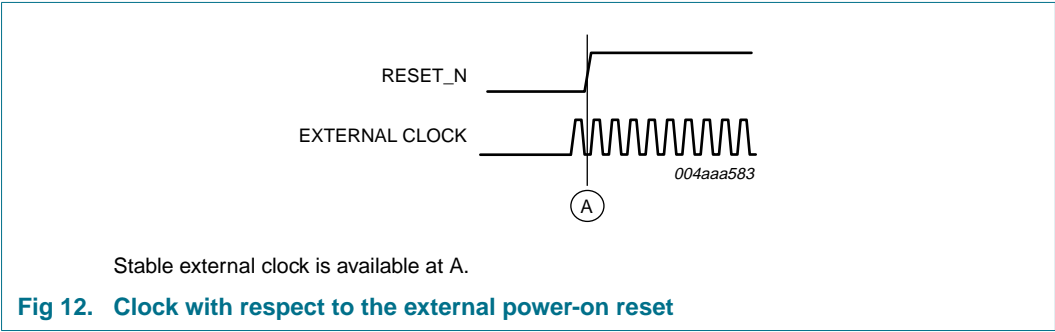 RESET_N
EXTERNAL CLOCK
004aaa583
A
Stable external clock is available at A.
Fig 12. Clock with respect to the external power-on reset